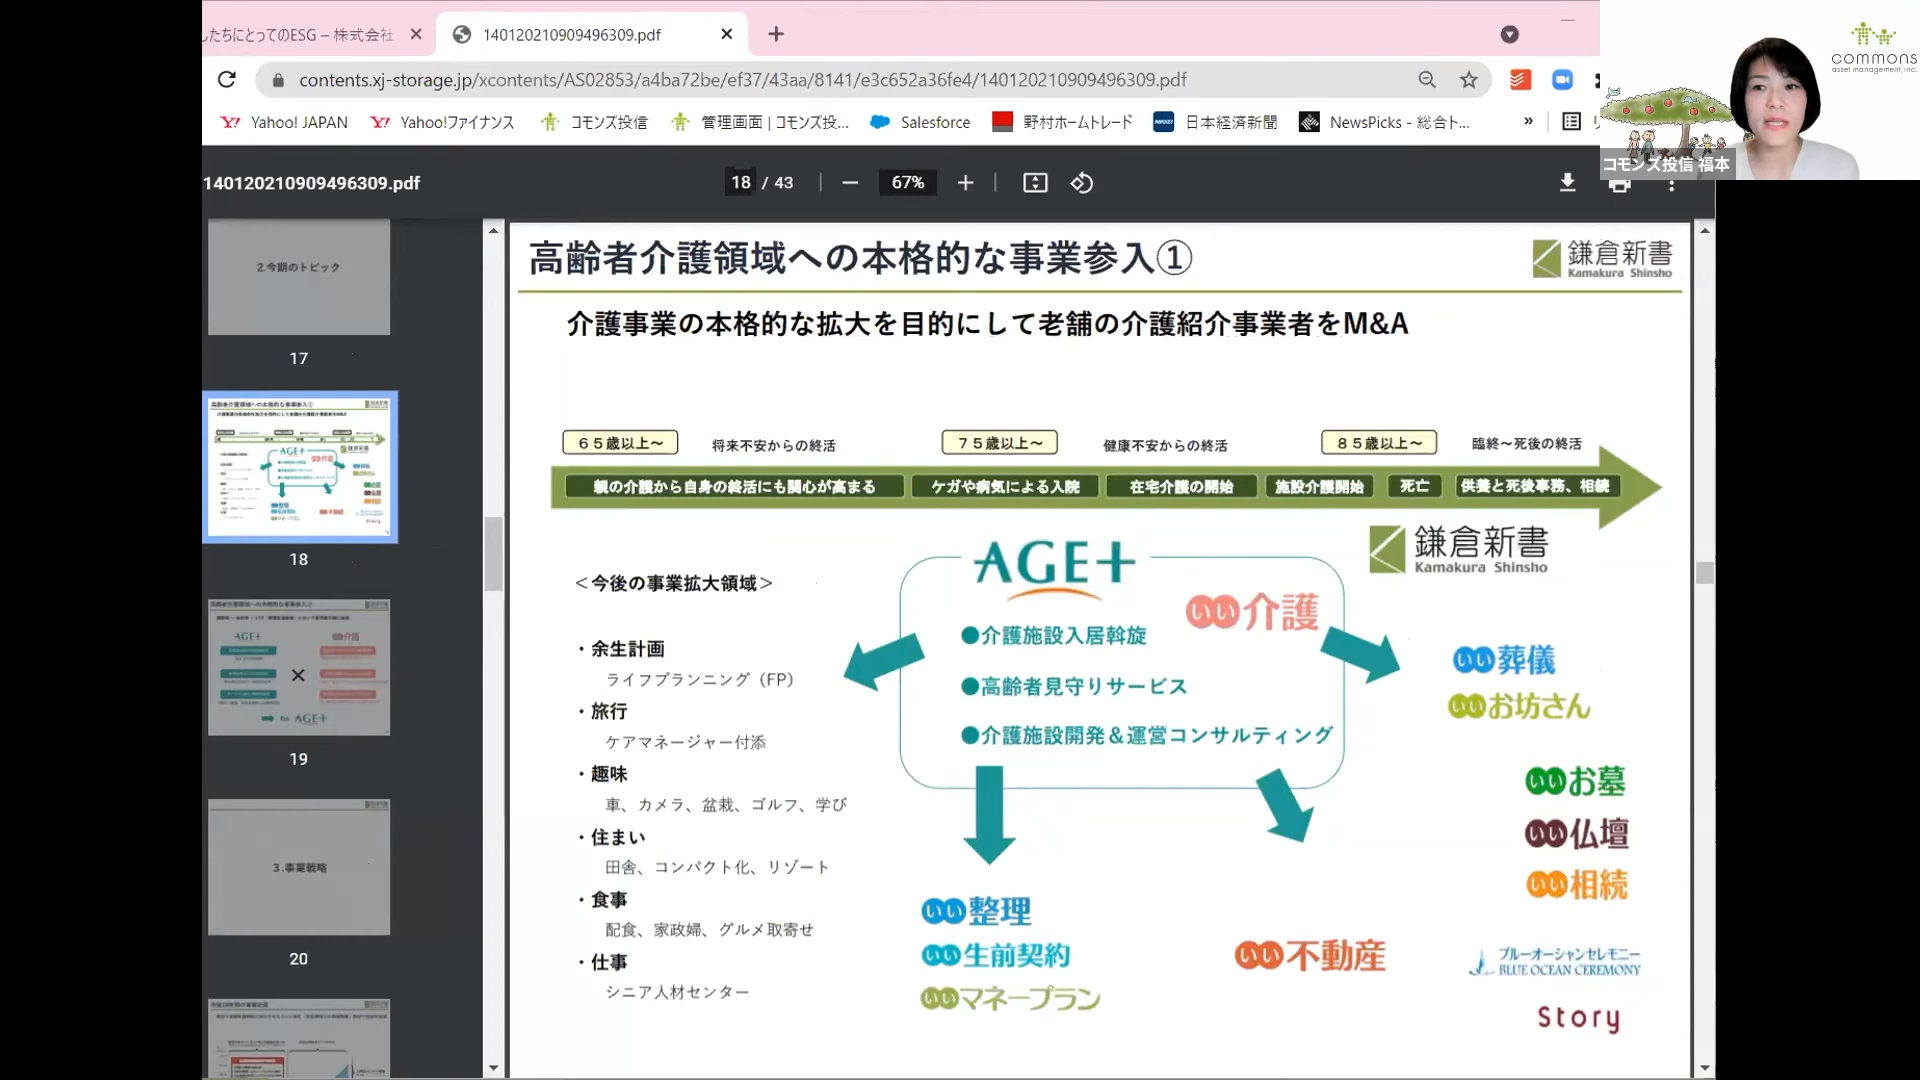 したちにとってのESG – 株式会社
140120210909496309.pdf
contents.xj-storage.jp/xcontents/AS02853/a4ba72be/ef37/43aa/8141/e3c652a36fe4/140120210909496309.pdf
Yahoo! JAPAN
Yahoo!ファイナンス
コモンズ投信
管理画面 | コモンズ投...
Salesforce
野村ホームトレード
日本経済新聞
NewsPicks - 総合ト...
»
commons
asset management, inc.
コモンズ投信 福本
140120210909496309.pdf
18 / 43
67%
2.今期のトピック
17
18
19
3.事業戦略
20
高齢者介護領域への本格的な事業参入①
鎌倉新書
Kamakura Shinsho
介護事業の本格的な拡大を目的にして老舗の介護紹介事業者をM&A
65歳以上～
将来不安からの終活
75歳以上～
健康不安からの終活
85歳以上～
臨終～死後の終活
親の介護から自身の終活にも関心が高まる
ケガや病気による入院
在宅介護の開始
施設介護開始
死亡
供養と死後事務、相続
鎌倉新書
Kamakura Shinsho
AGE+
いい介護
●介護施設入居斡旋
●高齢者見守りサービス
●介護施設開発＆運営コンサルティング
＜今後の事業拡大領域＞
・余生計画
ライフプランニング（FP）
・旅行
ケアマネージャー付添
・趣味
車、カメラ、盆栽、ゴルフ、学び
・住まい
田舎、コンパクト化、リゾート
・食事
配食、家政婦、グルメ取寄せ
・仕事
シニア人材センター
いい葬儀
いいお坊さん
いいお墓
いい仏壇
いい相続
いい整理
いい生前契約
いいマネープラン
いい不動産
ブルーオーシャンセレモニー
BLUE OCEAN CEREMONY
Story